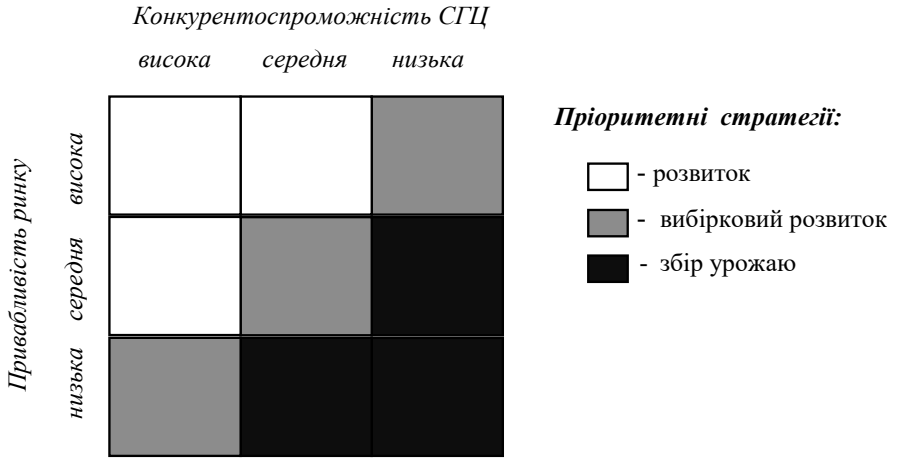 Конкурентоспроможність СГЦ
висока середня низька
Привабливість ринку
висока
середня
низька
Пріоритетні стратегії:
- розвиток
- вибірковий розвиток
- збір урожаю